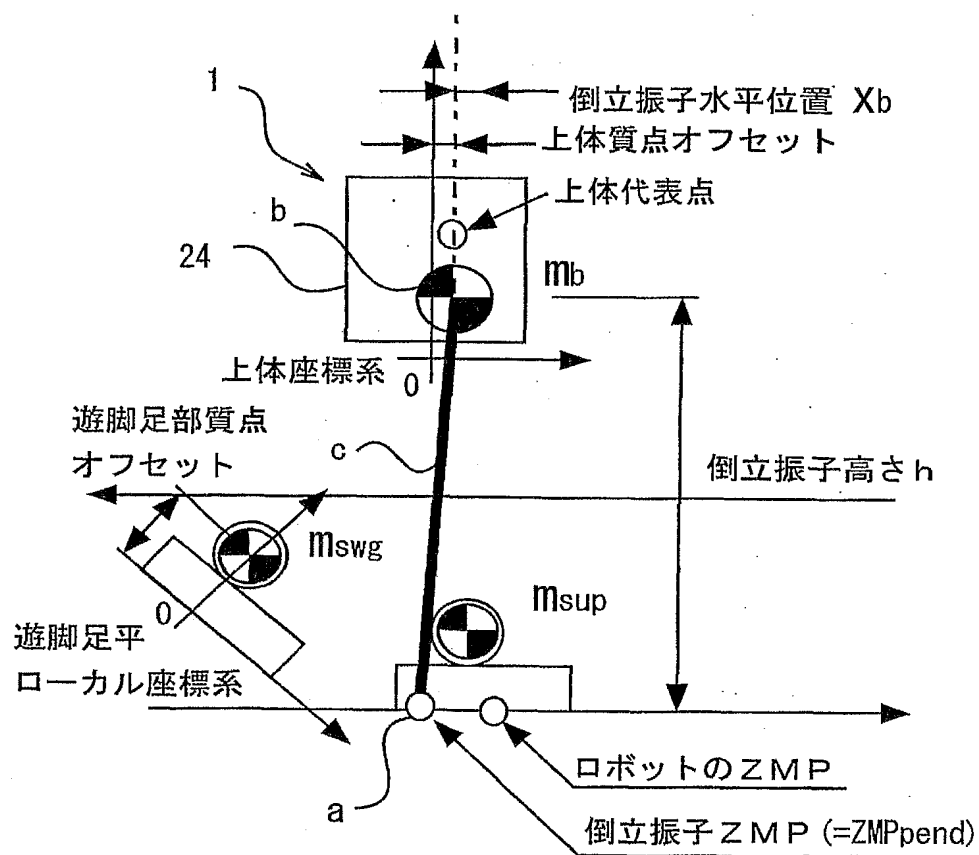 1
倒立振子水平位置 Xb
上体質点オフセット
上体代表点
b
24
mb
上体座標系
0
遊脚足部質点
オフセット
c
倒立振子高さh
mswg
msup
0
遊脚足平
ローカル座標系
ロボットのZMP
a
倒立振子ZMP (=ZMPpend)